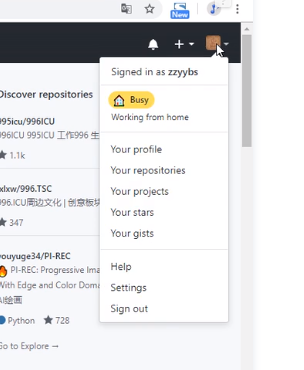 New
Signed in as zzyybs
Discover repositories
Busy
Working from home
995icu/996ICU
996ICU 995ICU 工作996 生
1.1k
Your profile
Your repositories
Your projects
Your stars
Your gists
xlxw/996.TSC
996.ICU周边文化 | 创意板块
347
youyuge34/PI-REC
PI-REC: Progressive Ima
With Edge and Color Doma
AI绘画
Python 728
Help
Settings
Sign out
Go to Explore →